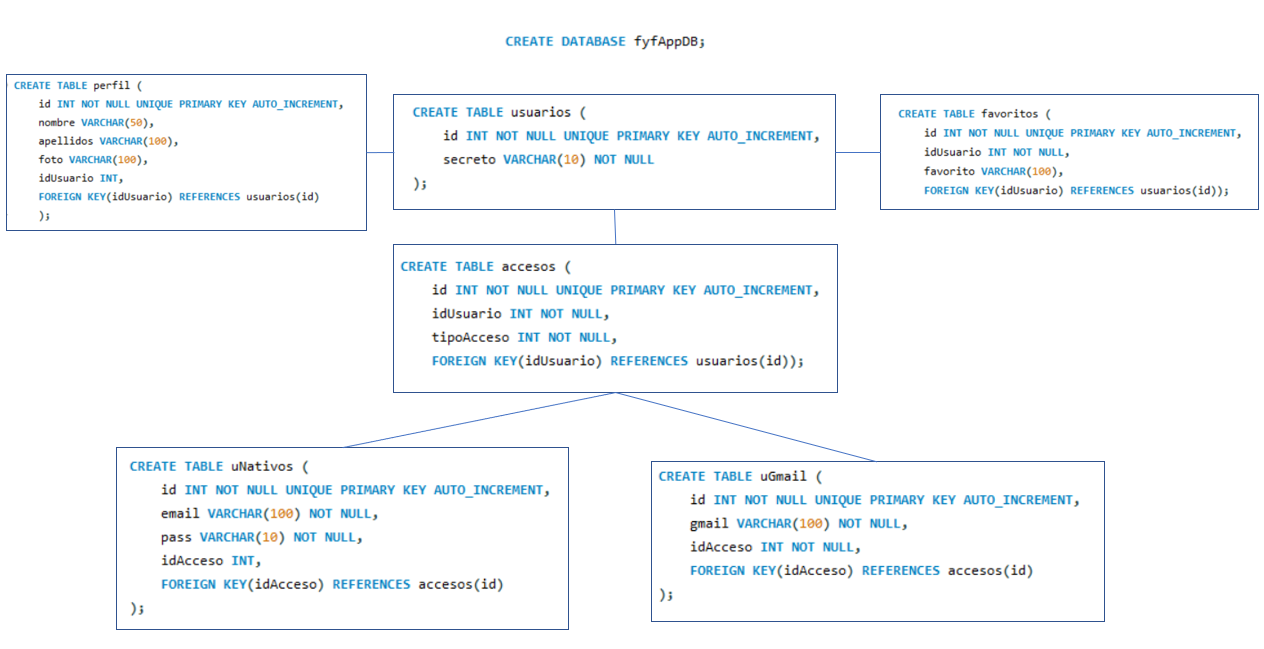 CREATE DATABASE fyfAppDB;
CREATE TABLE perfil (
id INT NOT NULL UNIQUE PRIMARY KEY AUTO_INCREMENT,
nombre VARCHAR(50),
apellidos VARCHAR(100),
foto VARCHAR(100),
idUsuario INT,
FOREIGN KEY(idUsuario) REFERENCES usuarios(id)
);
CREATE TABLE usuarios (
id INT NOT NULL UNIQUE PRIMARY KEY AUTO_INCREMENT,
secreto VARCHAR(10) NOT NULL
);
CREATE TABLE favoritos (
id INT NOT NULL UNIQUE PRIMARY KEY AUTO_INCREMENT,
idUsuario INT NOT NULL,
favorito VARCHAR(100),
FOREIGN KEY(idUsuario) REFERENCES usuarios(id));
CREATE TABLE accesos (
id INT NOT NULL UNIQUE PRIMARY KEY AUTO_INCREMENT,
idUsuario INT NOT NULL,
tipoAcceso INT NOT NULL,
FOREIGN KEY(idUsuario) REFERENCES usuarios(id));
CREATE TABLE uNativos (
id INT NOT NULL UNIQUE PRIMARY KEY AUTO_INCREMENT,
email VARCHAR(100) NOT NULL,
pass VARCHAR(10) NOT NULL,
idAcceso INT,
FOREIGN KEY(idAcceso) REFERENCES accesos(id)
);
CREATE TABLE uGmail (
id INT NOT NULL UNIQUE PRIMARY KEY AUTO_INCREMENT,
gmail VARCHAR(100) NOT NULL,
idAcceso INT NOT NULL,
FOREIGN KEY(idAcceso) REFERENCES accesos(id)
);